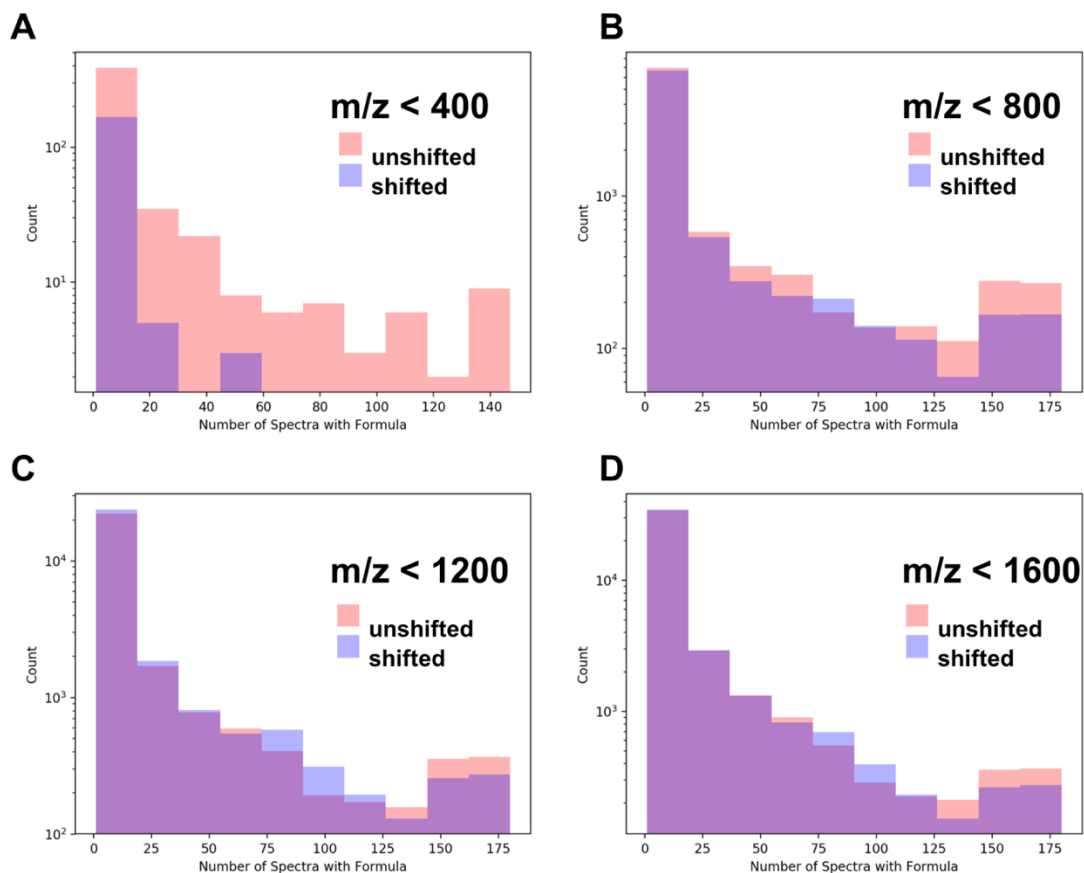 A
m/z < 400
unshifted
shifted
10²
10¹
Count
0 20 40 60 80 100 120 140
Number of Spectra with Formula
B
m/z < 800
unshifted
shifted
10³
10²
Count
0 25 50 75 100 125 150 175
Number of Spectra with Formula
C
m/z < 1200
unshifted
shifted
10⁴
10³
10²
Count
0 25 50 75 100 125 150 175
Number of Spectra with Formula
D
m/z < 1600
unshifted
shifted
10⁴
10³
Count
0 25 50 75 100 125 150 175
Number of Spectra with Formula